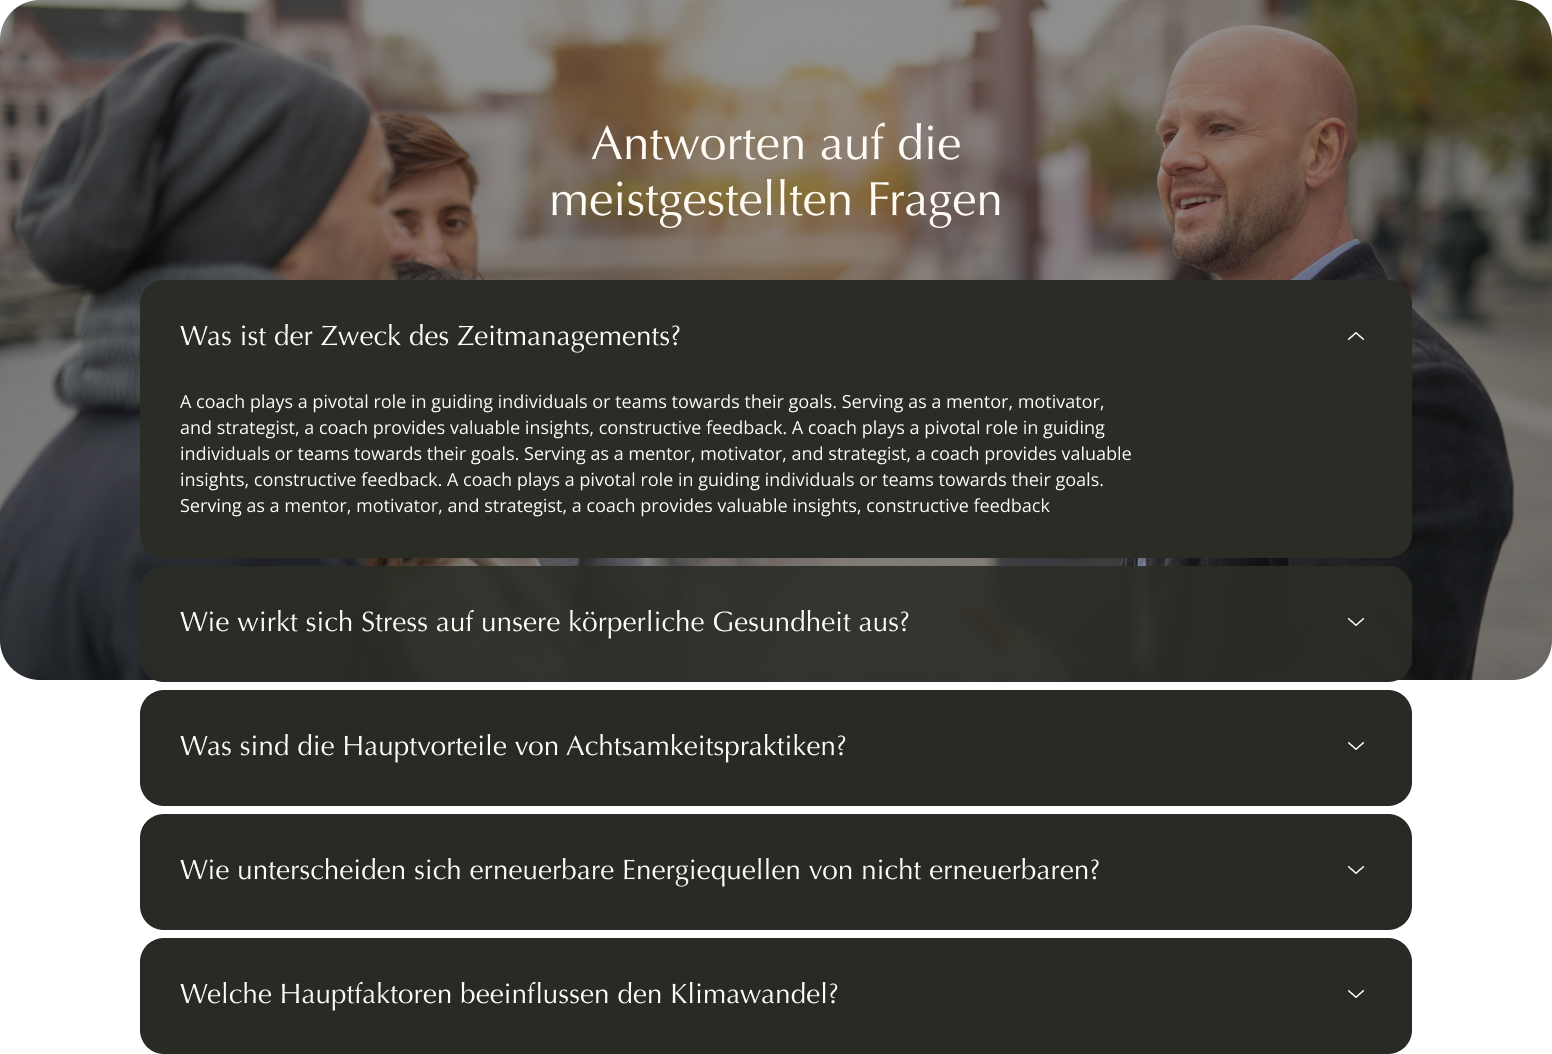 Antworten auf die
meistgestellten Fragen
Was ist der Zweck des Zeitmanagements?
A coach plays a pivotal role in guiding individuals or teams towards their goals. Serving as a mentor, motivator,
and strategist, a coach provides valuable insights, constructive feedback. A coach plays a pivotal role in guiding
individuals or teams towards their goals. Serving as a mentor, motivator, and strategist, a coach provides valuable
insights, constructive feedback. A coach plays a pivotal role in guiding individuals or teams towards their goals.
Serving as a mentor, motivator, and strategist, a coach provides valuable insights, constructive feedback
Wie wirkt sich Stress auf unsere körperliche Gesundheit aus?
Was sind die Hauptvorteile von Achtsamkeitspraktiken?
Wie unterscheiden sich erneuerbare Energiequellen von nicht erneuerbaren?
Welche Hauptfaktoren beeinflussen den Klimawandel?